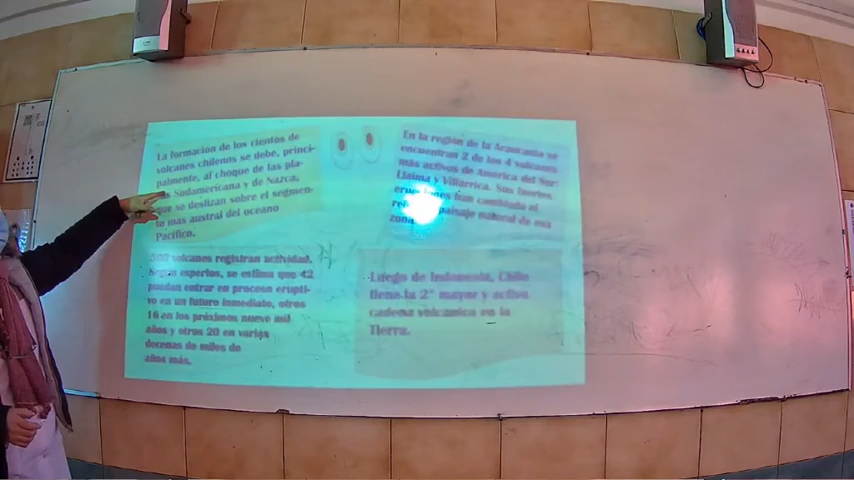 La formación de los cientos de
volcanes chilenos se debe, princi-
palmente, al choque de las pla-
Sudamericana y de Nazca,
que se deslizan sobre el segmen-
to más austral del océano
Pacífico.
volcanes registran actividad.
Según expertos, se estima que 42
puedan entrar en proceso erupti-
vo en un futuro inmediato, otros
16 en los próximos nueve mil
años y otros 20 en varias
decenas de miles de
años más.
En la región de la Araucanía se
encuentran 2 de los 4 volcanes
más activos de América del Sur:
Llaima y Villarrica. Sus fuertes
han cambiado el
paisaje natural de esa
zona
Luego de Indonesia, Chile
tiene la 2° mayor y activa
cadena volcánica en la
Tierra.